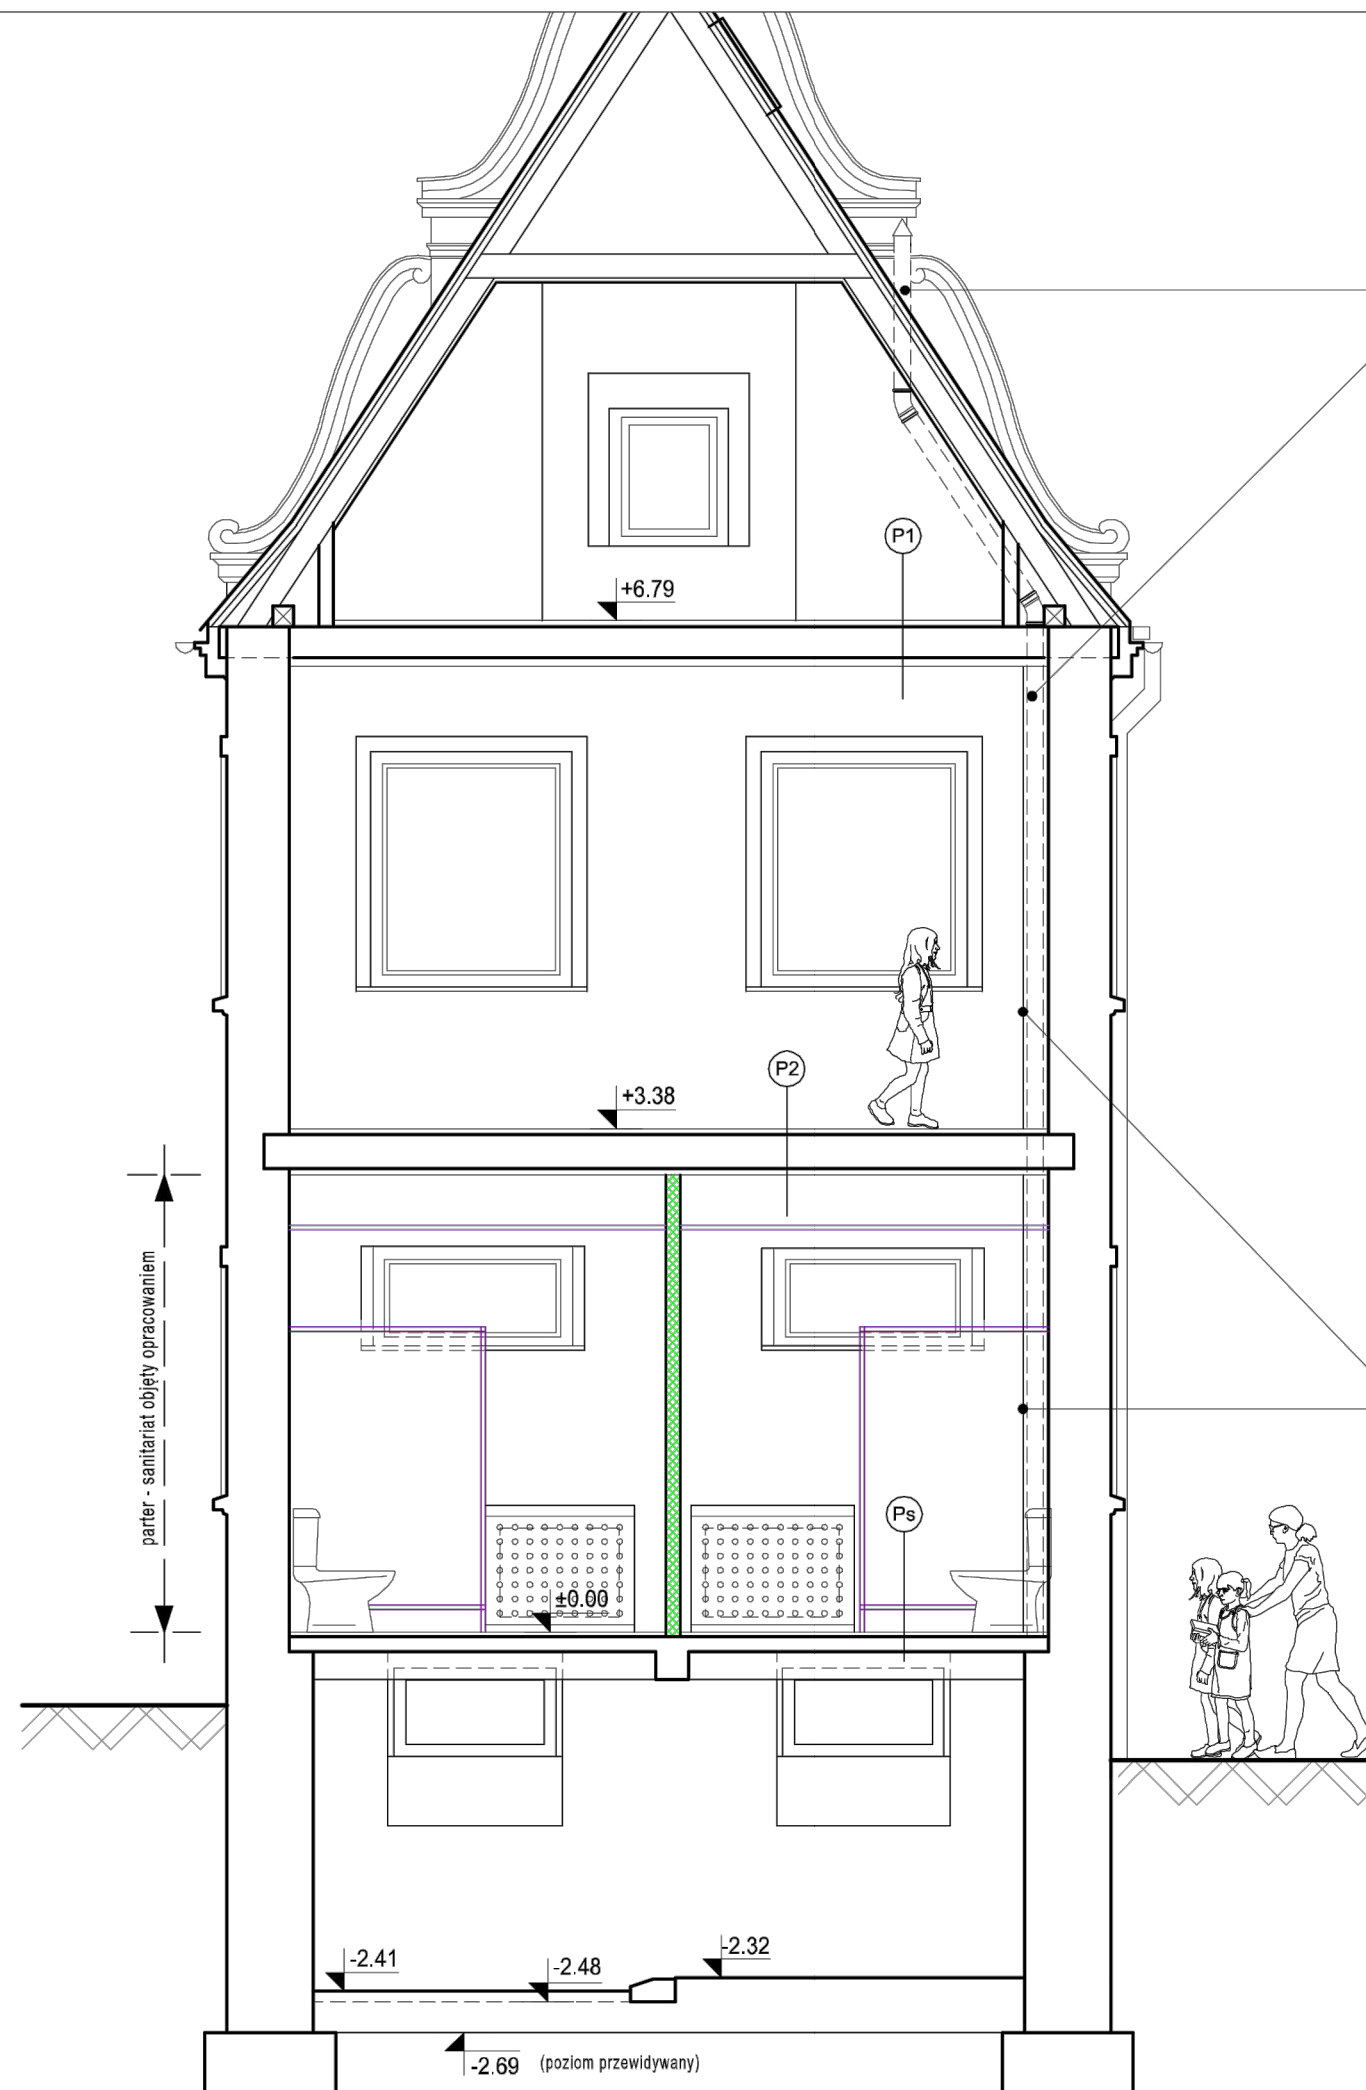 P1
+6.79
P2
+3.38
parter - sanitariat objęty opracowaniem
Ps
±0.00
-2.41
-2.48
-2.32
-2.69 (poziom przewidywany)